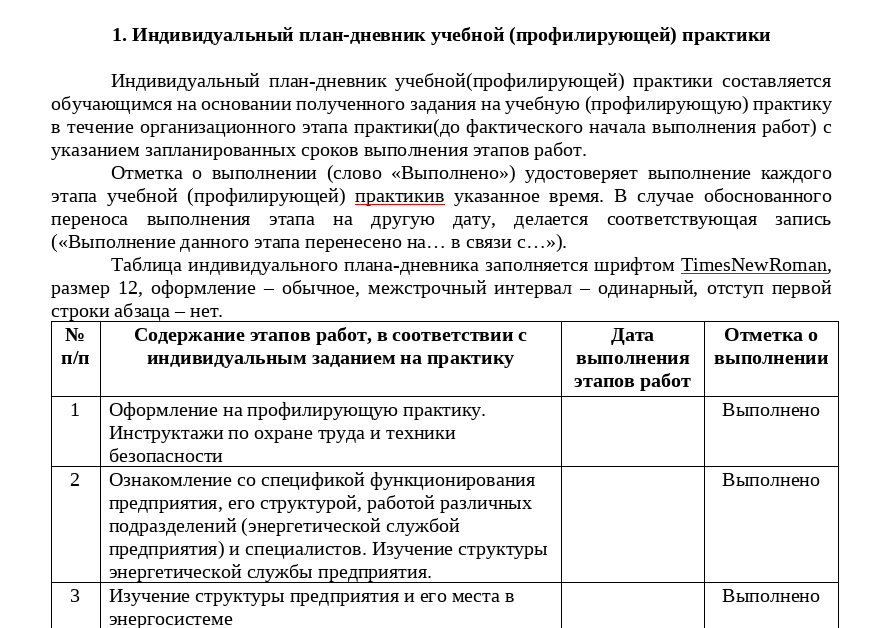 1. Индивидуальный план-дневник учебной (профилирующей) практики
Индивидуальный план-дневник учебной(профилирующей) практики составляется
обучающимся на основании полученного задания на учебную (профилирующую) практику
в течение организационного этапа практики(до фактического начала выполнения работ) с
указанием запланированных сроков выполнения этапов работ.
Отметка о выполнении (слово «Выполнено») удостоверяет выполнение каждого
этапа учебной (профилирующей) практикив указанное время. В случае обоснованного
переноса выполнения этапа на другую дату, делается соответствующая запись
(«Выполнение данного этапа перенесено на… в связи с…»).
Таблица индивидуального плана-дневника заполняется шрифтом TimesNewRoman,
размер 12, оформление – обычное, межстрочный интервал – одинарный, отступ первой
строки абзаца – нет.
№ п/п
Содержание этапов работ, в соответствии с
индивидуальным заданием на практику
Дата
выполнения
этапов работ
Отметка о
выполнении
1
Оформление на профилирующую практику.
Инструктажи по охране труда и техники
безопасности
Выполнено
2
Ознакомление со спецификой функционирования
предприятия, его структурой, работой различных
подразделений (энергетической службой
предприятия) и специалистов. Изучение структуры
энергетической службы предприятия.
Выполнено
3
Изучение структуры предприятия и его места в
энергосистеме
Выполнено